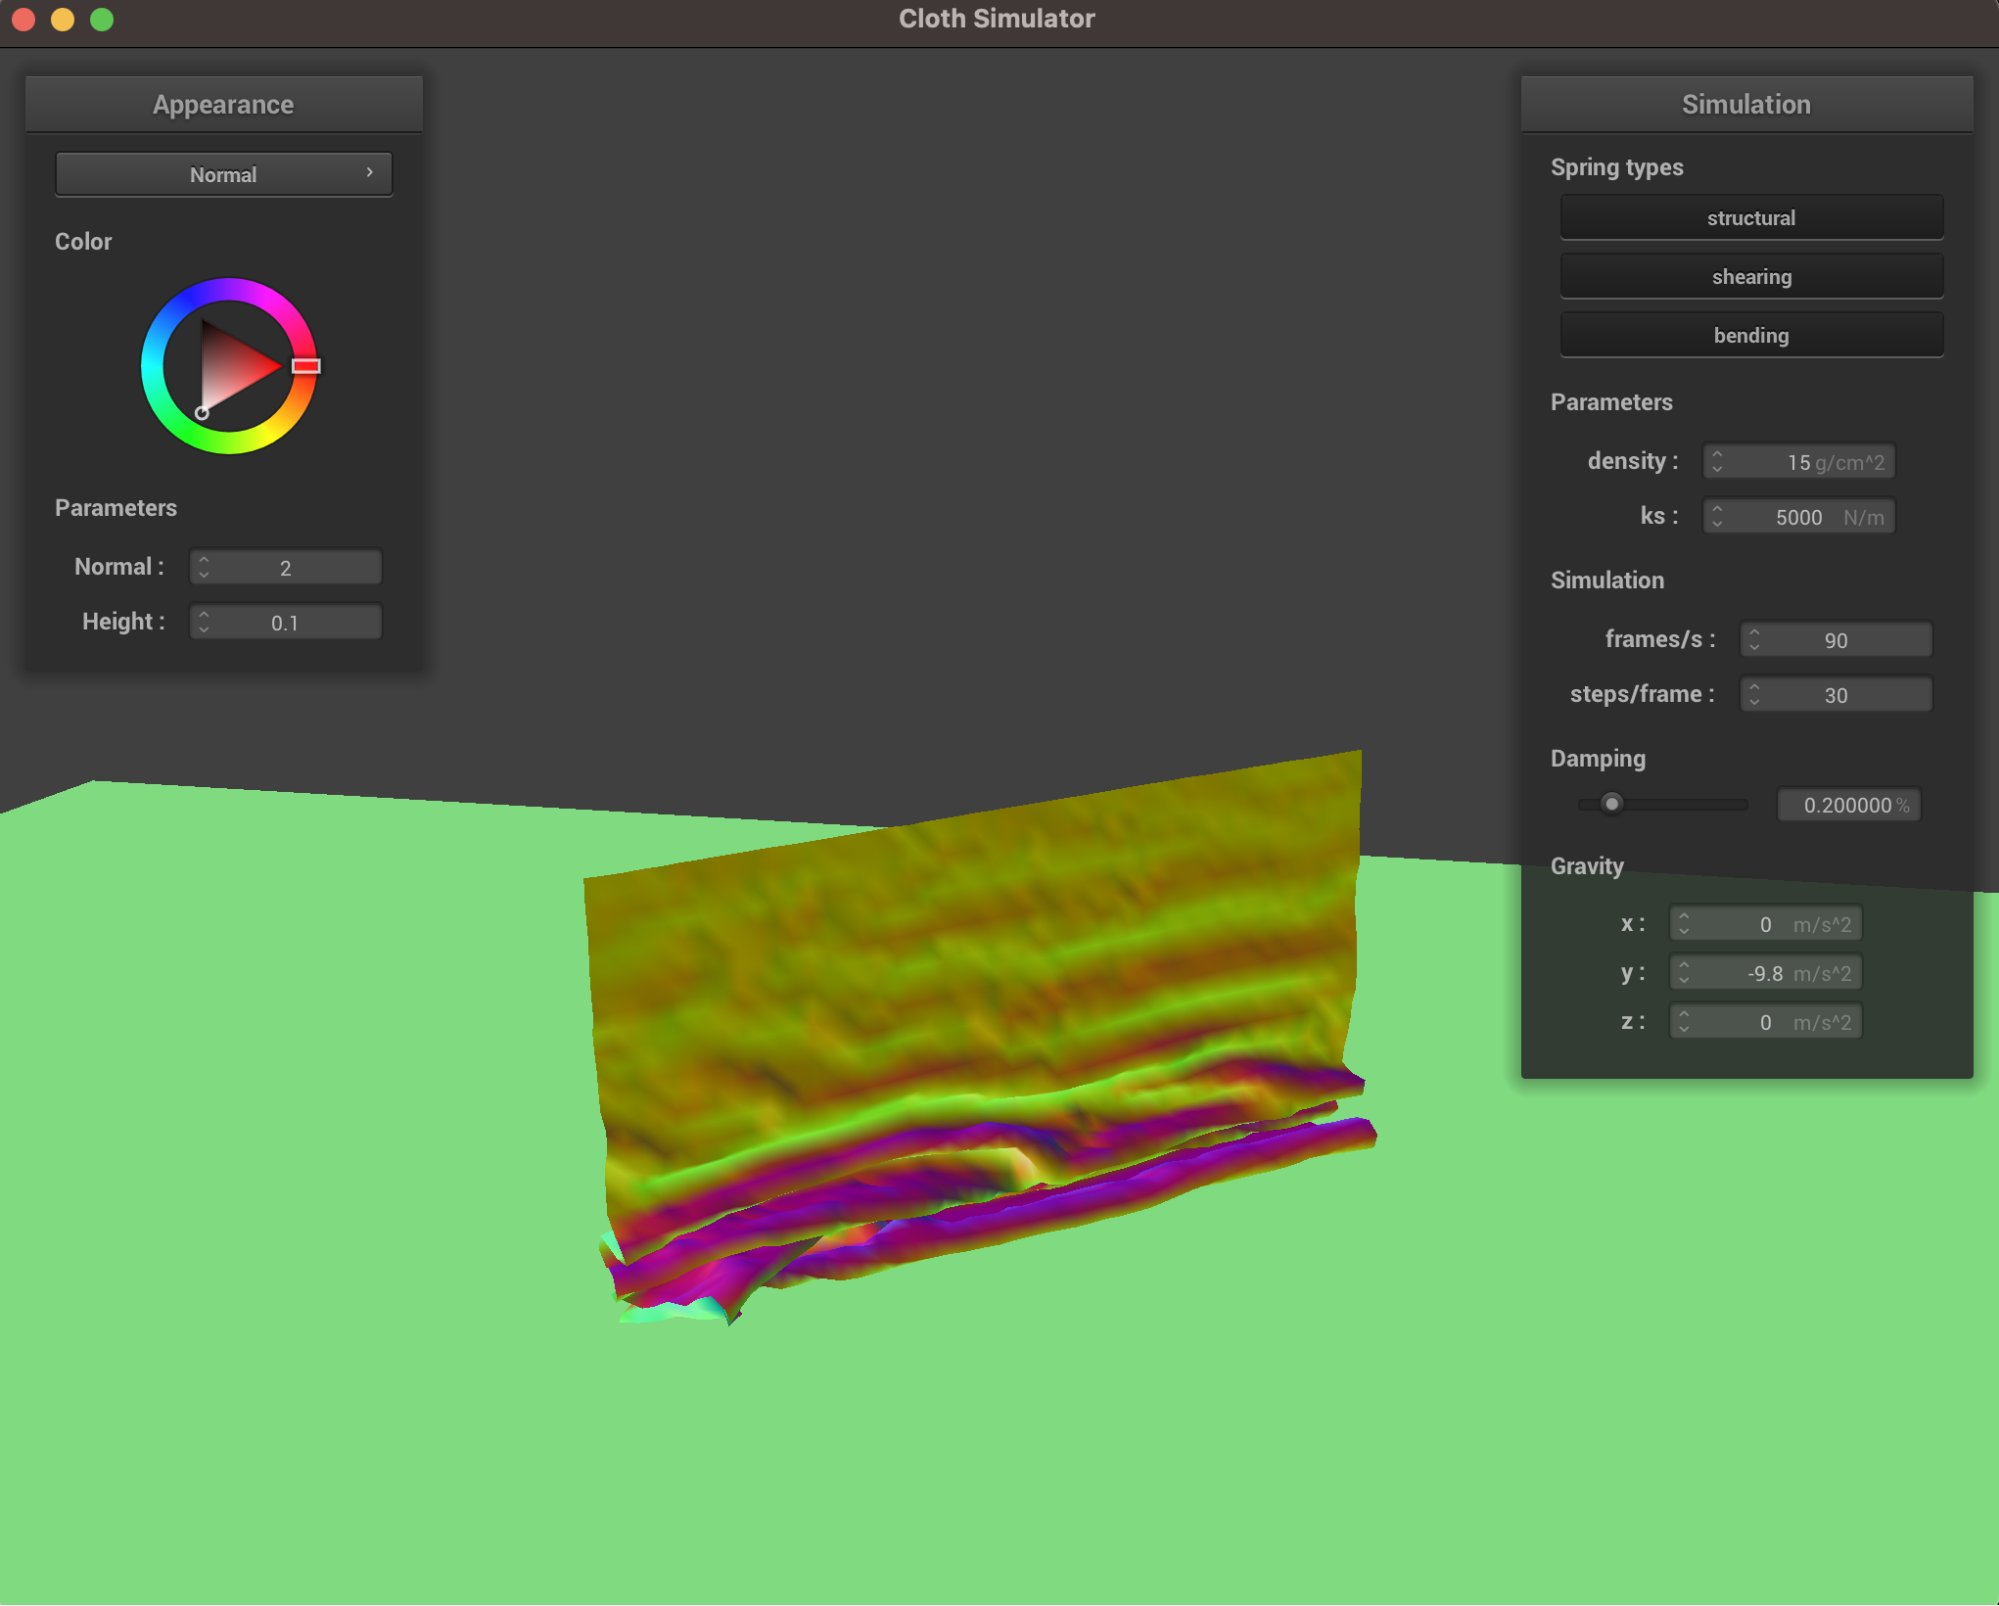 Cloth Simulator
Appearance
Normal
Color
Parameters
Normal : 2
Height : 0.1
Simulation
Spring types
structural
shearing
bending
Parameters
density : 15 g/cm^2
ks : 5000 N/m
Simulation
frames/s : 90
steps/frame : 30
Damping
0.200000 %
Gravity
x : 0 m/s^2
y : -9.8 m/s^2
z : 0 m/s^2